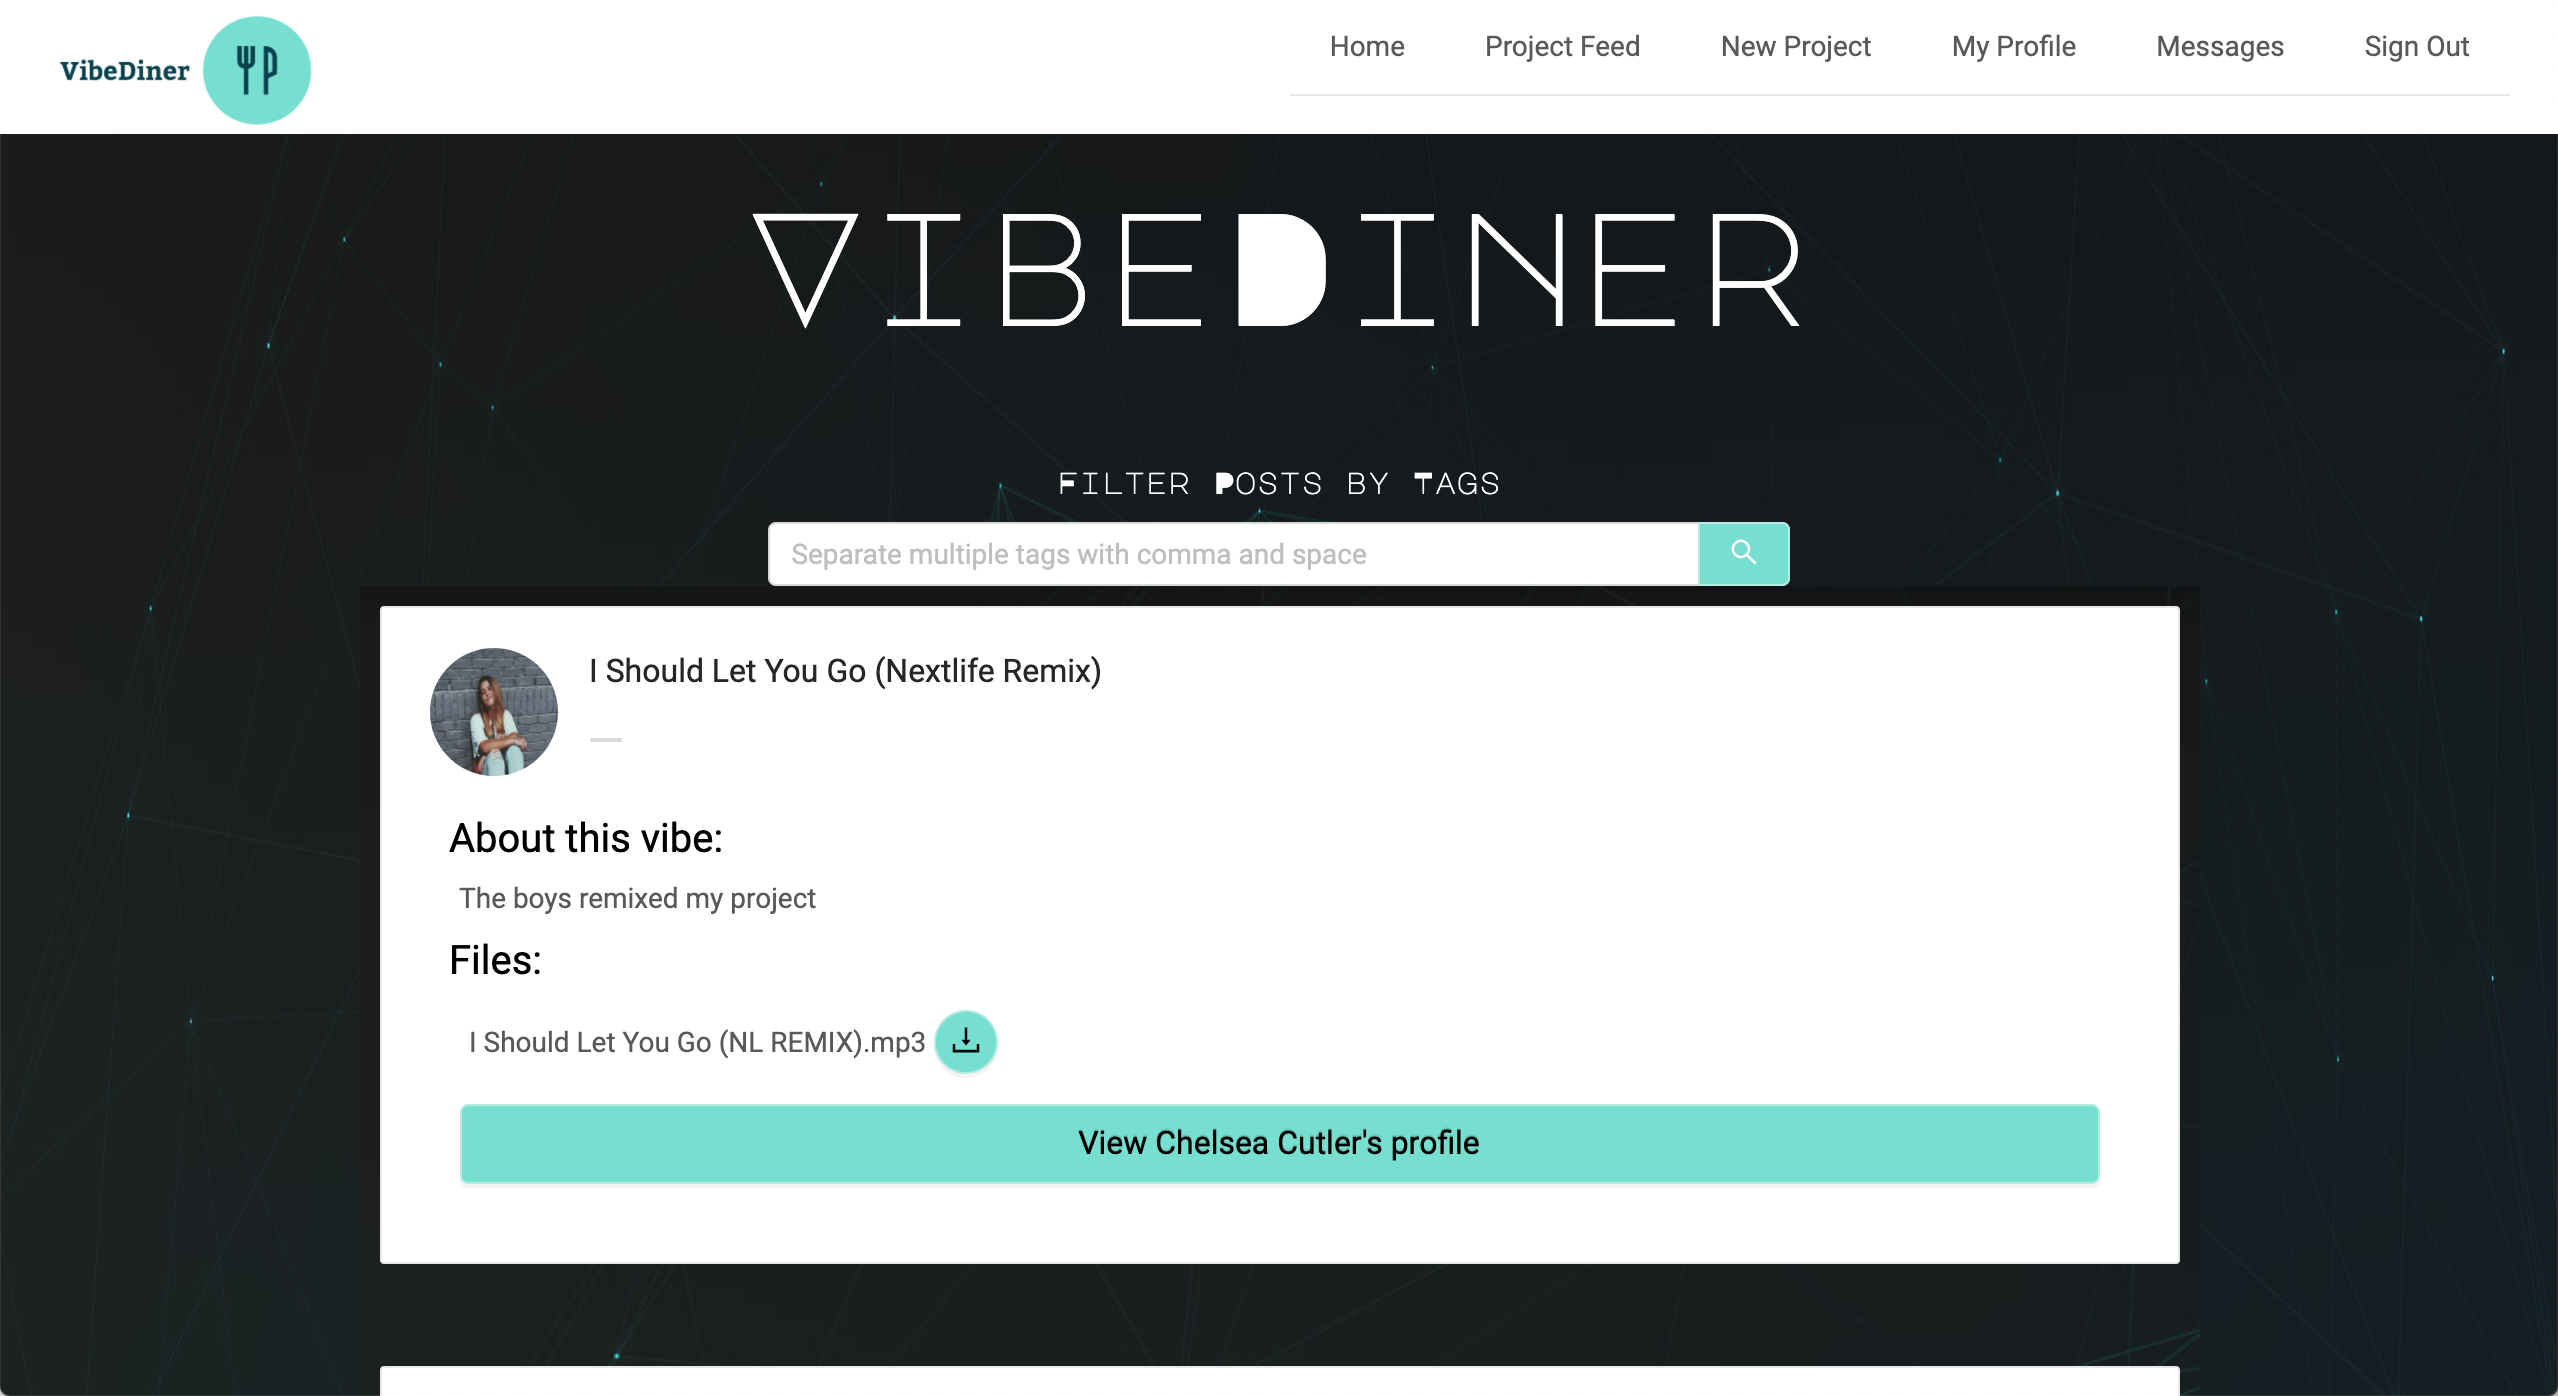 VibeDiner
Home Project Feed New Project My Profile Messages Sign Out
VibeDiner
Filter Posts by Tags
Separate multiple tags with comma and space
I Should Let You Go (Nextlife Remix)
About this vibe:
The boys remixed my project
Files:
I Should Let You Go (NL REMIX).mp3
View Chelsea Cutler's profile